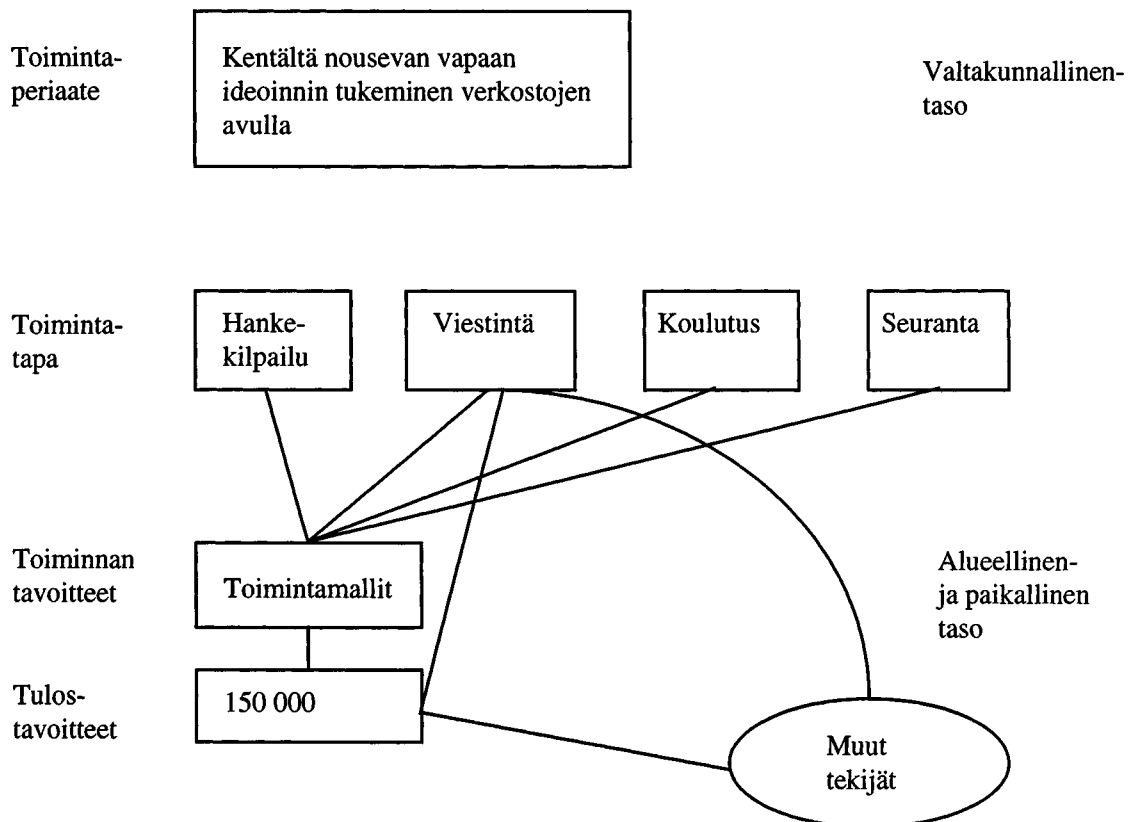 Toiminta-
periaate
Kentältä nousevan vapaan
ideoinnin tukeminen verkostojen
avulla
Valtakunnallinen-
taso
Toiminta-
tapa
Hanke-
kilpailu
Viestintä
Koulutus
Seuranta
Toiminnan
tavoitteet
Toimintamallit
Alueellinen-
ja paikallinen
taso
Tulos-
tavoitteet
150 000
Muut
tekijät